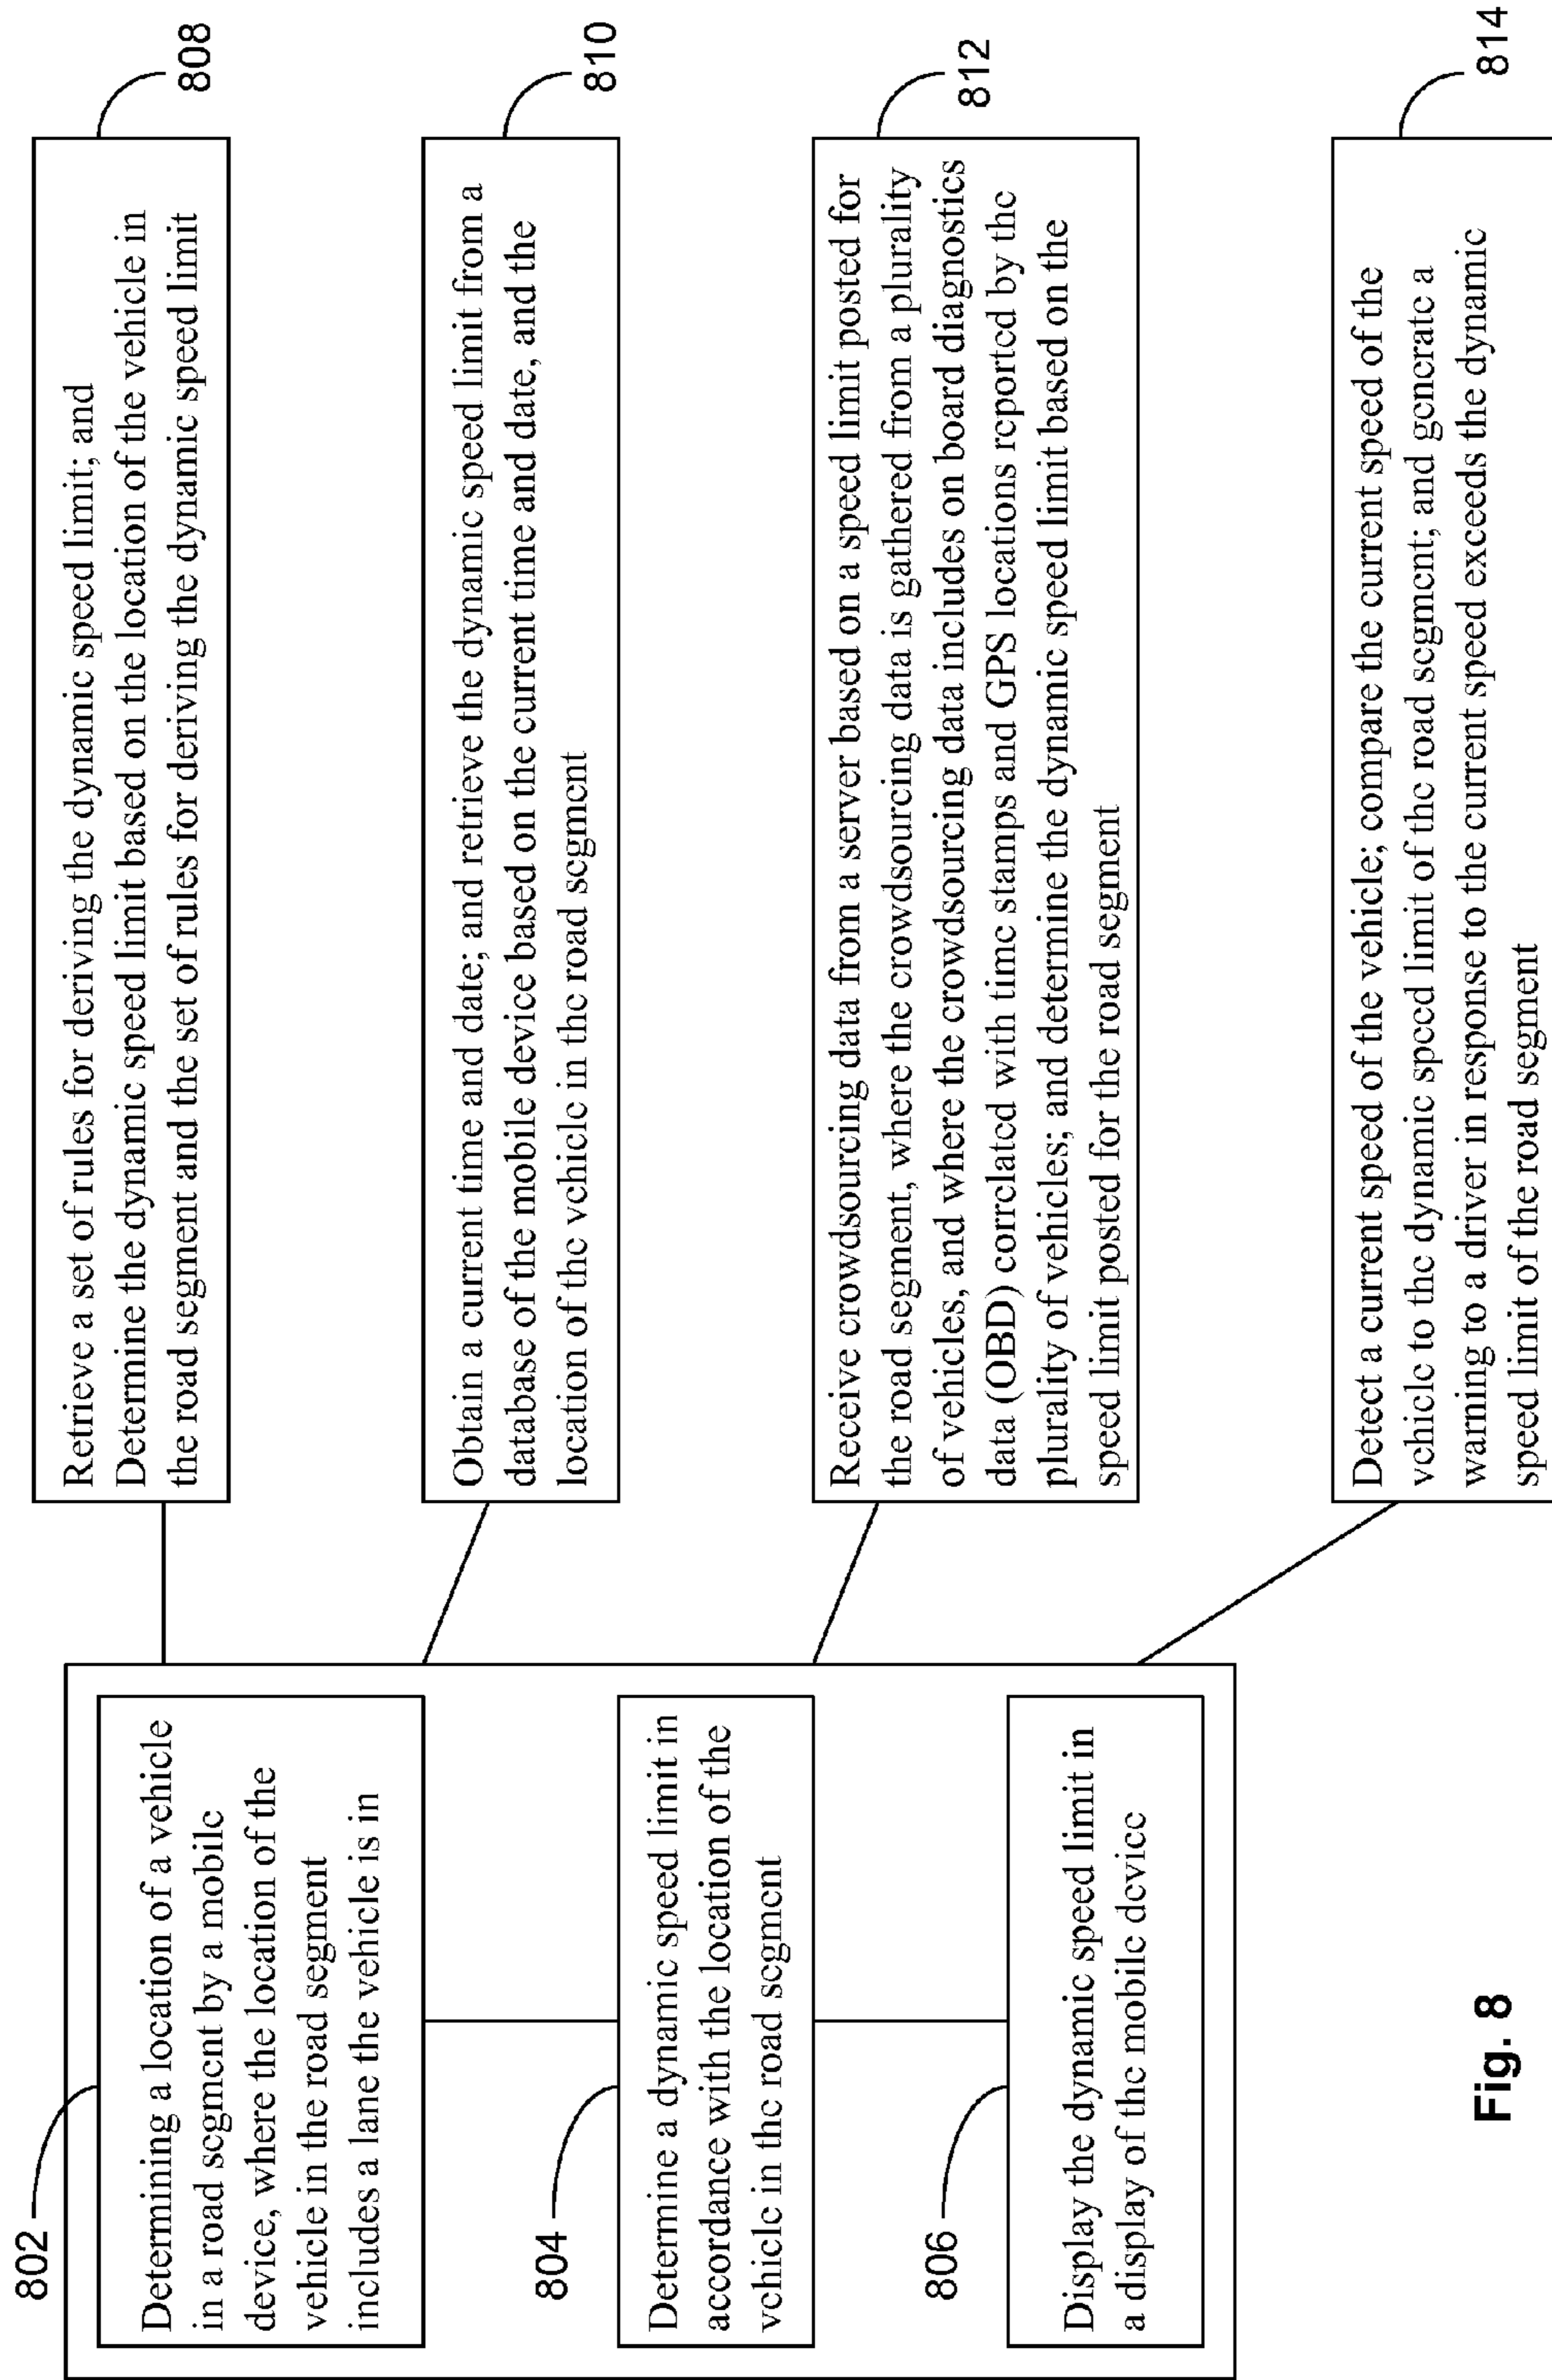 802
Determining a location of a vehicle
in a road segment by a mobile
device, where the location of the
vehicle in the road segment
includes a lane the vehicle is in
804
Determine a dynamic speed limit in
accordance with the location of the
vehicle in the road segment
806
Display the dynamic speed limit in
a display of the mobile device
Retrieve a set of rules for deriving the dynamic speed limit; and
Determine the dynamic speed limit based on the location of the vehicle in
the road segment and the set of rules for deriving the dynamic speed limit
808
Obtain a current time and date; and retrieve the dynamic speed limit from a
database of the mobile device based on the current time and date, and the
location of the vehicle in the road segment
810
Receive crowdsourcing data from a server based on a speed limit posted for
the road segment, where the crowdsourcing data is gathered from a plurality
of vehicles, and where the crowdsourcing data includes on board diagnostics
data (OBD) correlated with time stamps and GPS locations reported by the
plurality of vehicles; and determine the dynamic speed limit based on the
speed limit posted for the road segment
812
Detect a current speed of the vehicle; compare the current speed of the
vehicle to the dynamic speed limit of the road segment; and generate a
warning to a driver in response to the current speed exceeds the dynamic
speed limit of the road segment
814
Fig. 8